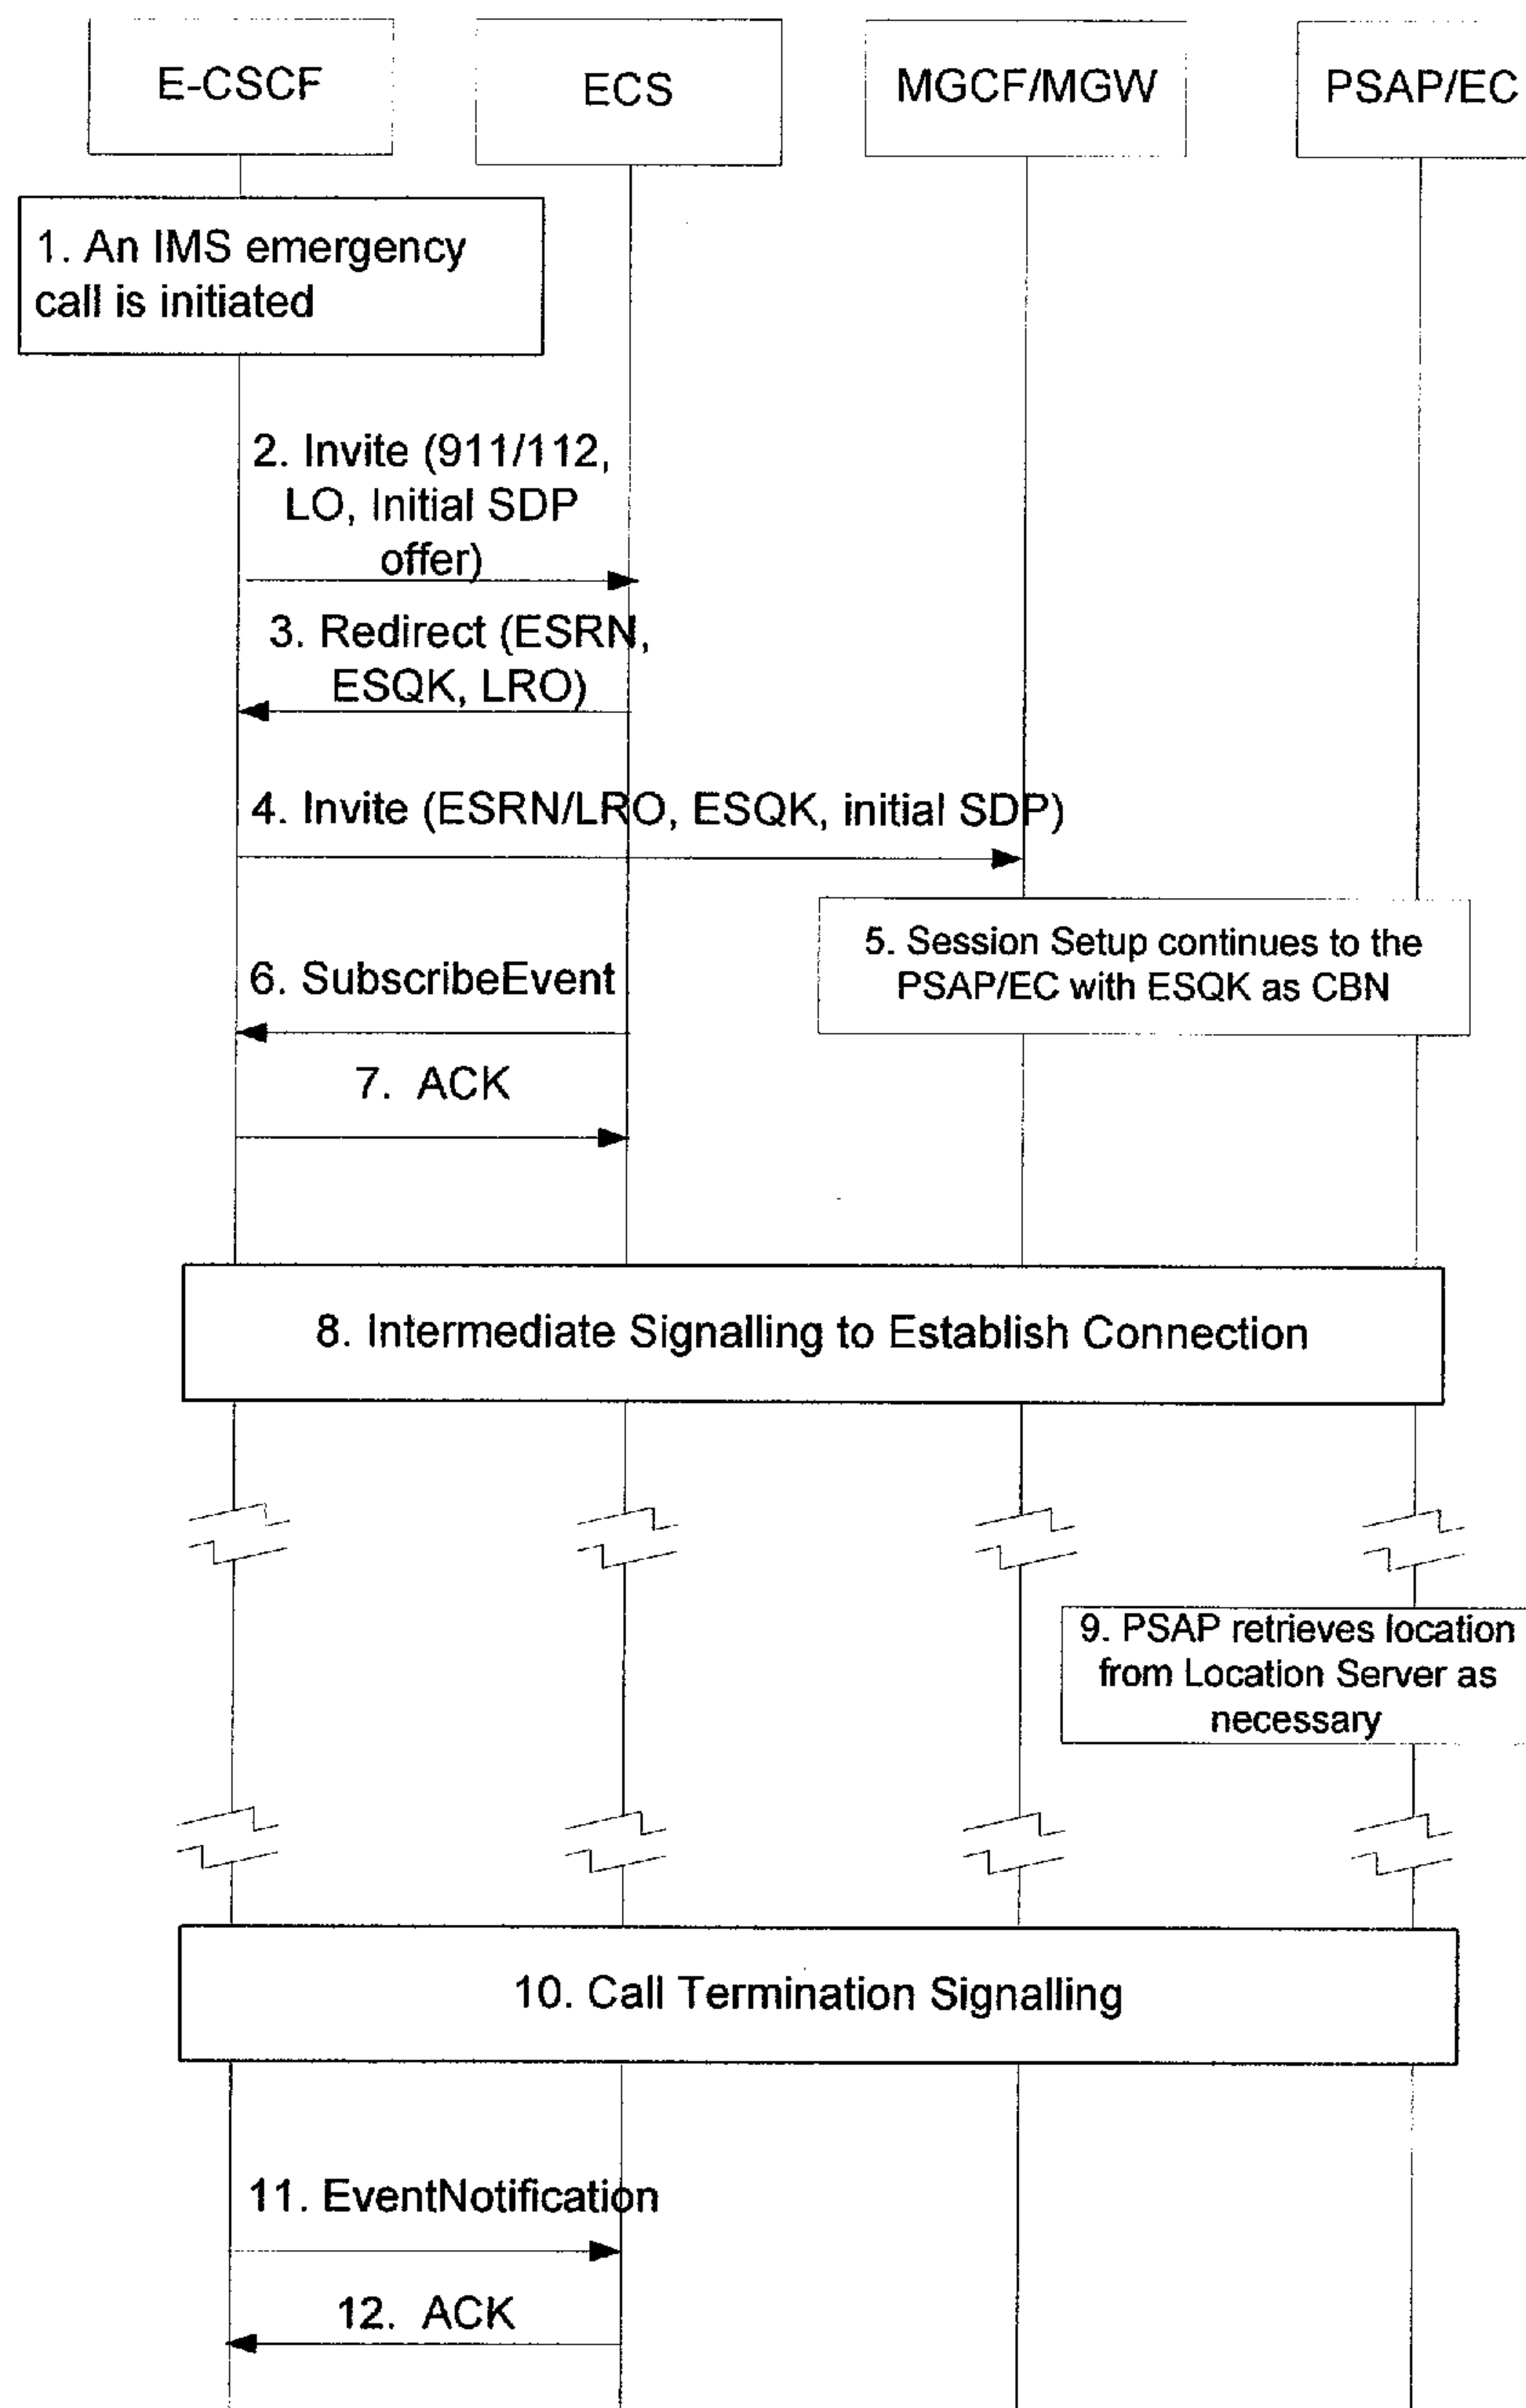 E-CSCF
ECS
MGCF/MGW
PSAP/EC
1. An IMS emergency
call is initiated
2. Invite (911/112,
LO, Initial SDP
offer)
3. Redirect (ESRN,
ESQK, LRO)
4. Invite (ESRN/LRO, ESQK, initial SDP)
5. Session Setup continues to the
PSAP/EC with ESQK as CBN
6. SubscribeEvent
7. ACK
8. Intermediate Signalling to Establish Connection
9. PSAP retrieves location
from Location Server as
necessary
10. Call Termination Signalling
11. EventNotification
12. ACK